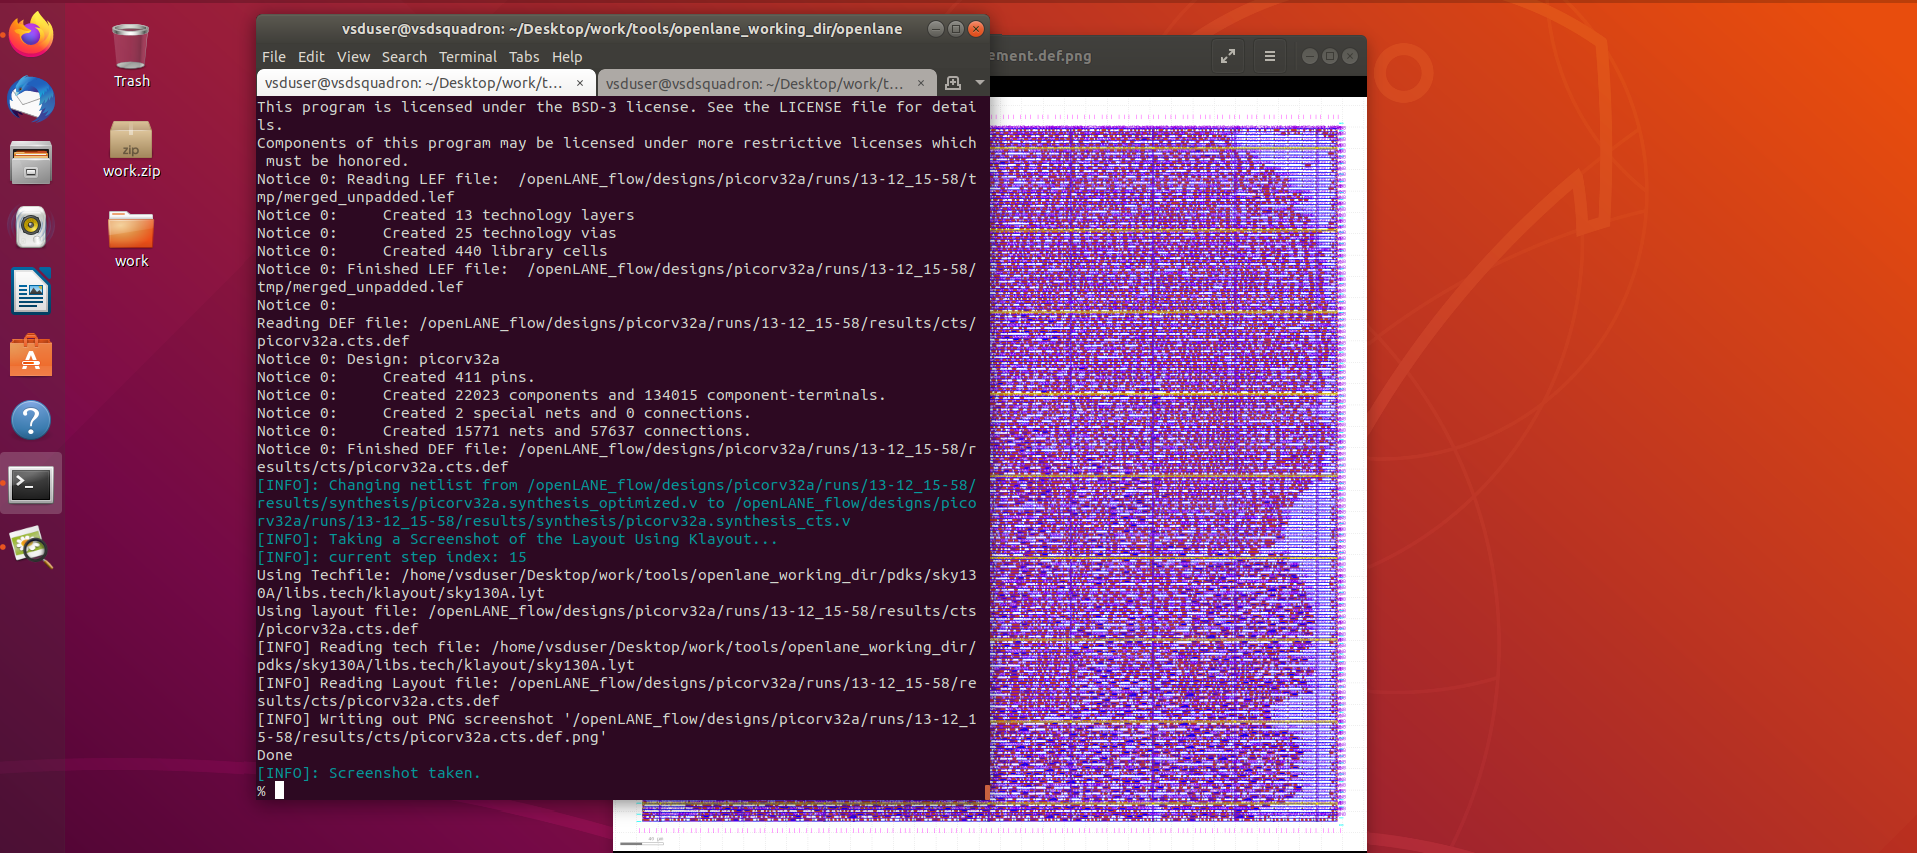 vsduser@vsdsquadron: ~/Desktop/work/tools/openlane_working_dir/openlane
File Edit View Search Terminal Tabs Help
vsduser@vsdsquadron: ~/Desktop/work/t... × vsduser@vsdsquadron: ~/Desktop/work/t... ×
ement.def.png
Trash
zip
work.zip
work
This program is licensed under the BSD-3 license. See the LICENSE file for detai
ls.
Components of this program may be licensed under more restrictive licenses which
 must be honored.
Notice 0: Reading LEF file:  /openLANE_flow/designs/picorv32a/runs/13-12_15-58/t
mp/merged_unpadded.lef
Notice 0:     Created 13 technology layers
Notice 0:     Created 25 technology vias
Notice 0:     Created 440 library cells
Notice 0: Finished LEF file:  /openLANE_flow/designs/picorv32a/runs/13-12_15-58/
tmp/merged_unpadded.lef
Notice 0:
Reading DEF file: /openLANE_flow/designs/picorv32a/runs/13-12_15-58/results/cts/
picorv32a.cts.def
Notice 0: Design: picorv32a
Notice 0:     Created 411 pins.
Notice 0:     Created 22023 components and 134015 component-terminals.
Notice 0:     Created 2 special nets and 0 connections.
Notice 0:     Created 15771 nets and 57637 connections.
Notice 0: Finished DEF file: /openLANE_flow/designs/picorv32a/runs/13-12_15-58/r
esults/cts/picorv32a.cts.def
[INFO]: Changing netlist from /openLANE_flow/designs/picorv32a/runs/13-12_15-58/
results/synthesis/picorv32a.synthesis_optimized.v to /openLANE_flow/designs/pico
rv32a/runs/13-12_15-58/results/synthesis/picorv32a.synthesis_cts.v
[INFO]: Taking a Screenshot of the Layout Using Klayout...
[INFO]: current step index: 15
Using Techfile: /home/vsduser/Desktop/work/tools/openlane_working_dir/pdks/sky13
0A/libs.tech/klayout/sky130A.lyt
Using layout file: /openLANE_flow/designs/picorv32a/runs/13-12_15-58/results/cts
/picorv32a.cts.def
[INFO] Reading tech file: /home/vsduser/Desktop/work/tools/openlane_working_dir/
pdks/sky130A/libs.tech/klayout/sky130A.lyt
[INFO] Reading Layout file: /openLANE_flow/designs/picorv32a/runs/13-12_15-58/re
sults/cts/picorv32a.cts.def
[INFO] Writing out PNG screenshot '/openLANE_flow/designs/picorv32a/runs/13-12_1
5-58/results/cts/picorv32a.cts.def.png'
Done
[INFO]: Screenshot taken.
%